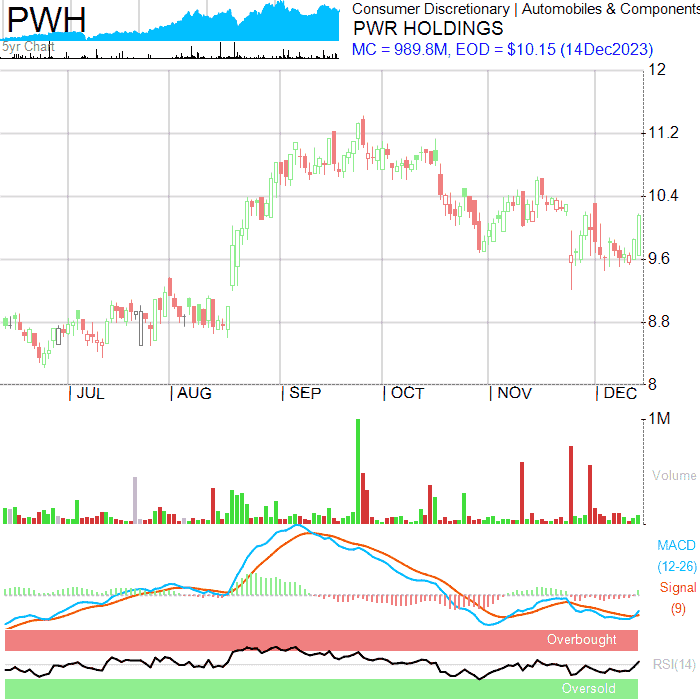 PWH
5yr Chart
Consumer Discretionary | Automobiles & Components
PWR HOLDINGS
MC = 989.8M, EOD = $10.15 (14Dec2023)
12
11.2
10.4
9.6
8.8
8
JUL AUG SEP OCT NOV DEC
1M
Volume
MACD
(12-26)
Signal
(9)
Overbought
RSI(14)
Oversold